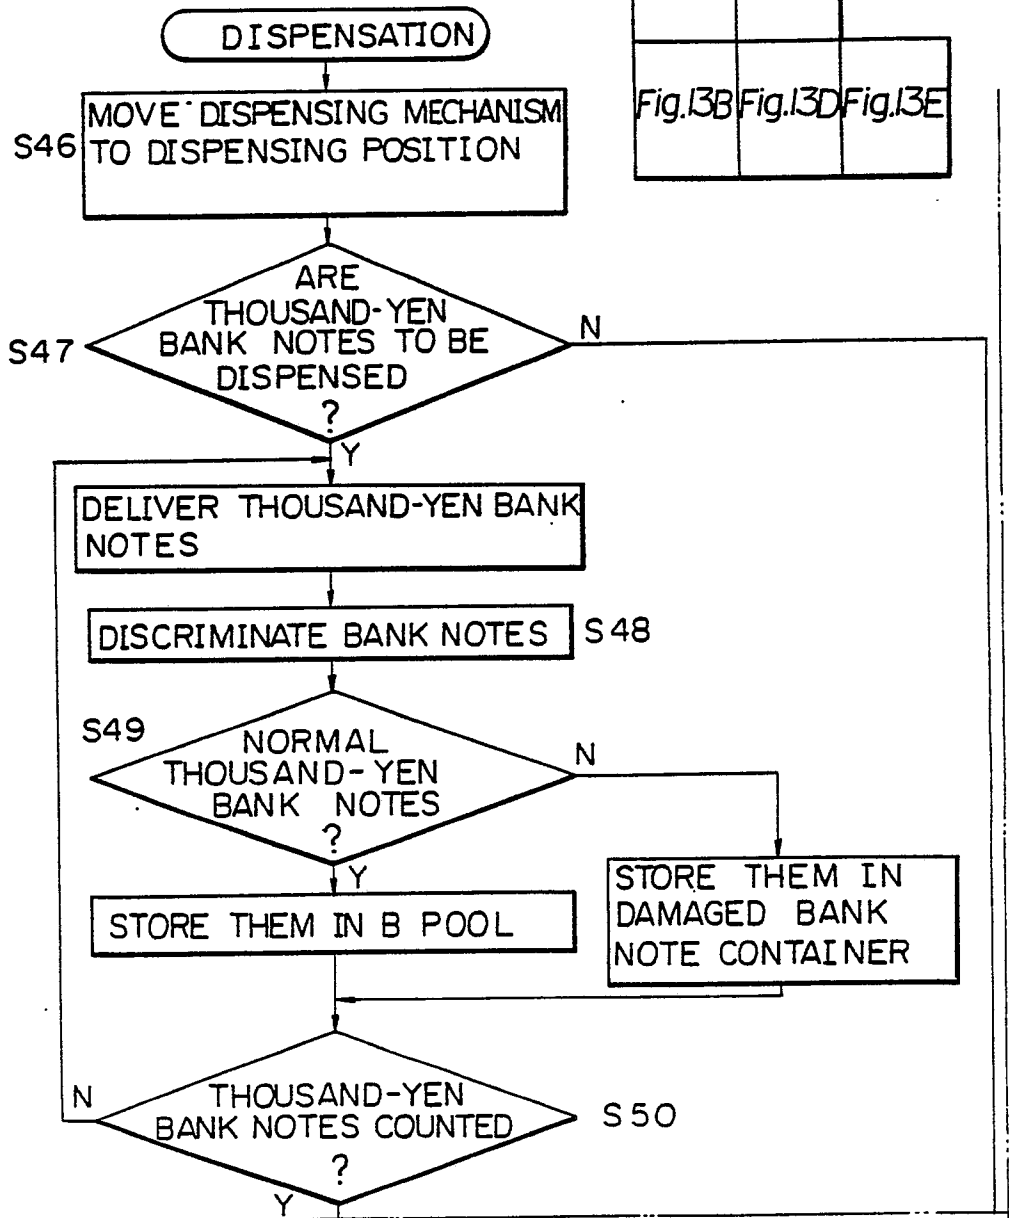 DISPENSATION
Fig.13B Fig.13D Fig.13E
S46
MOVE DISPENSING MECHANISM
TO DISPENSING POSITION
S47
ARE
THOUSAND-YEN
BANK NOTES TO BE
DISPENSED
?
N
Y
DELIVER THOUSAND-YEN BANK
NOTES
DISCRIMINATE BANK NOTES
S48
S49
NORMAL
THOUSAND-YEN
BANK NOTES
?
N
Y
STORE THEM IN B POOL
STORE THEM IN
DAMAGED BANK
NOTE CONTAINER
N
THOUSAND-YEN
BANK NOTES COUNTED
?
S50
Y